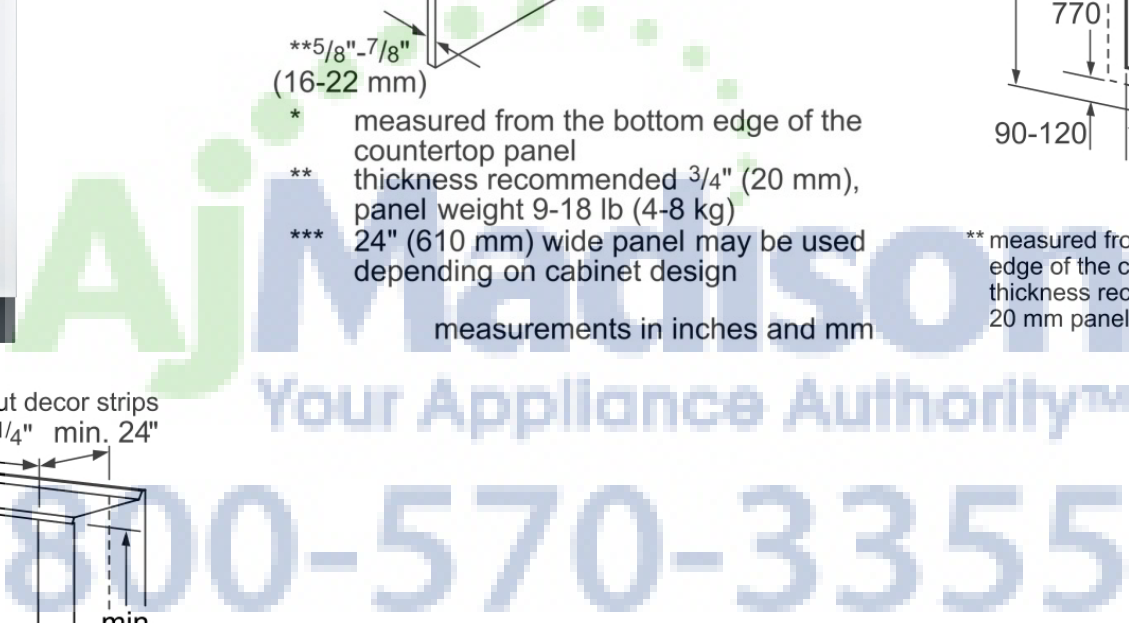 **5/8"-7/8"
(16-22 mm)
* measured from the bottom edge of the
countertop panel
** thickness recommended 3/4" (20 mm),
panel weight 9-18 lb (4-8 kg)
*** 24" (610 mm) wide panel may be used
depending on cabinet design
measurements in inches and mm
770
90-120
** measured fro
edge of the c
thickness rec
20 mm panel
ut decor strips
1/4" min. 24"
min
AjMadison
Your Appliance Authority™
800-570-3355